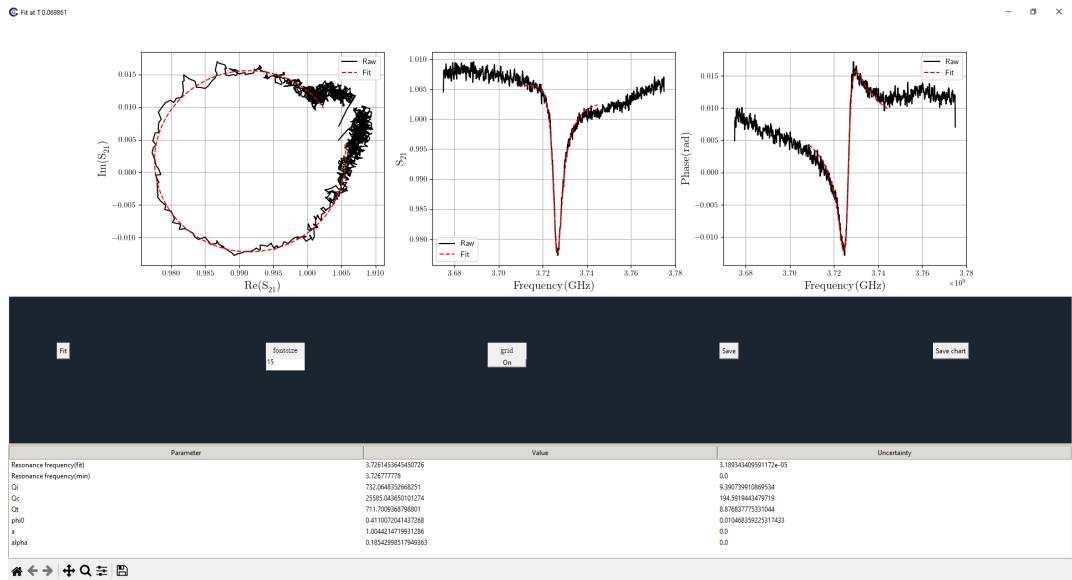 Fit at T 0.069861
Raw
Fit
0.015
0.010
0.005
0.000
−0.005
−0.010
Im(S21)
0.980 0.985 0.990 0.995 1.000 1.005 1.010
Re(S21)
1.010
1.005
1.000
0.995
0.990
0.985
0.980
S21
Raw
Fit
3.68 3.70 3.72 3.74 3.76 3.78
Frequency(GHz)
Raw
Fit
0.015
0.010
0.005
0.000
−0.005
−0.010
Phase(rad)
3.68 3.70 3.72 3.74 3.76 3.78
Frequency(GHz)
×10⁹
Fit
fontsize
15
grid
On
Save
Save chart
Parameter Value Uncertainty
Resonance frequency(fit) 3.7261453645450726 3.189343409591172e-05
Resonance frequency(min) 3.726777778 0.0
Qi 732.0648352668251 9.390739910869534
Qc 25585.043650101274 194.5919443479719
Qt 711.7009368798801 8.876837775331044
phi0 0.4110072041437268 0.010468359225317433
a 1.0044214719931286 0.0
alpha 0.18542998517949363 0.0